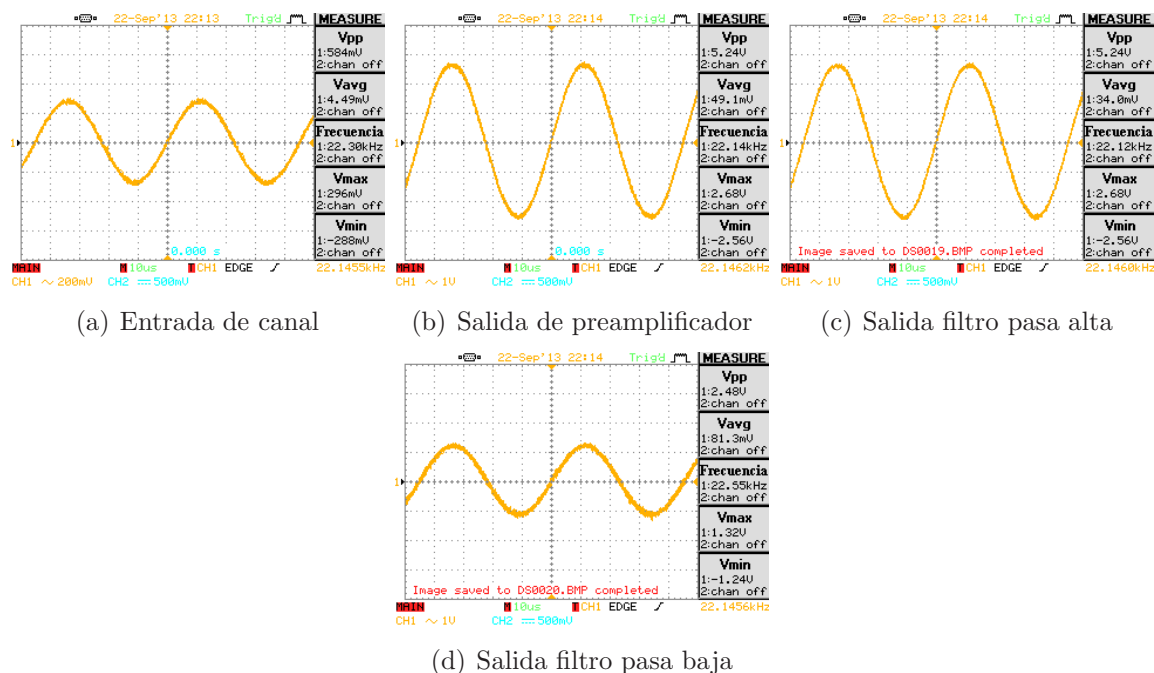 22-Sep'13 22:13 Trig'd MEASURE
Vpp
1:584mV
2:chan off
Vavg
1:4.49mV
2:chan off
Frecuencia
1:22.30kHz
2:chan off
Vmax
1:296mV
2:chan off
Vmin
1:-288mV
2:chan off
1
0.000 s
MAIN M 10us T CH1 EDGE 22.1455kHz
CH1 ~ 200mV CH2 500mV
(a) Entrada de canal
22-Sep'13 22:14 Trig'd MEASURE
Vpp
1:5.24V
2:chan off
Vavg
1:49.1mV
2:chan off
Frecuencia
1:22.14kHz
2:chan off
Vmax
1:2.68V
2:chan off
Vmin
1:-2.56V
2:chan off
1
0.000 s
MAIN M 10us T CH1 EDGE 22.1462kHz
CH1 ~ 1V CH2 500mV
(b) Salida de preamplificador
22-Sep'13 22:14 Trig'd MEASURE
Vpp
1:5.24V
2:chan off
Vavg
1:34.0mV
2:chan off
Frecuencia
1:22.12kHz
2:chan off
Vmax
1:2.68V
2:chan off
Vmin
1:-2.56V
2:chan off
1
Image saved to DS0019.BMP completed
MAIN M 10us T CH1 EDGE 22.1460kHz
CH1 ~ 1V CH2 500mV
(c) Salida filtro pasa alta
22-Sep'13 22:14 Trig'd MEASURE
Vpp
1:2.48V
2:chan off
Vavg
1:81.3mV
2:chan off
Frecuencia
1:22.55kHz
2:chan off
Vmax
1:1.32V
2:chan off
Vmin
1:-1.24V
2:chan off
1
Image saved to DS0020.BMP completed
MAIN M 10us T CH1 EDGE 22.1456kHz
CH1 ~ 1V CH2 500mV
(d) Salida filtro pasa baja